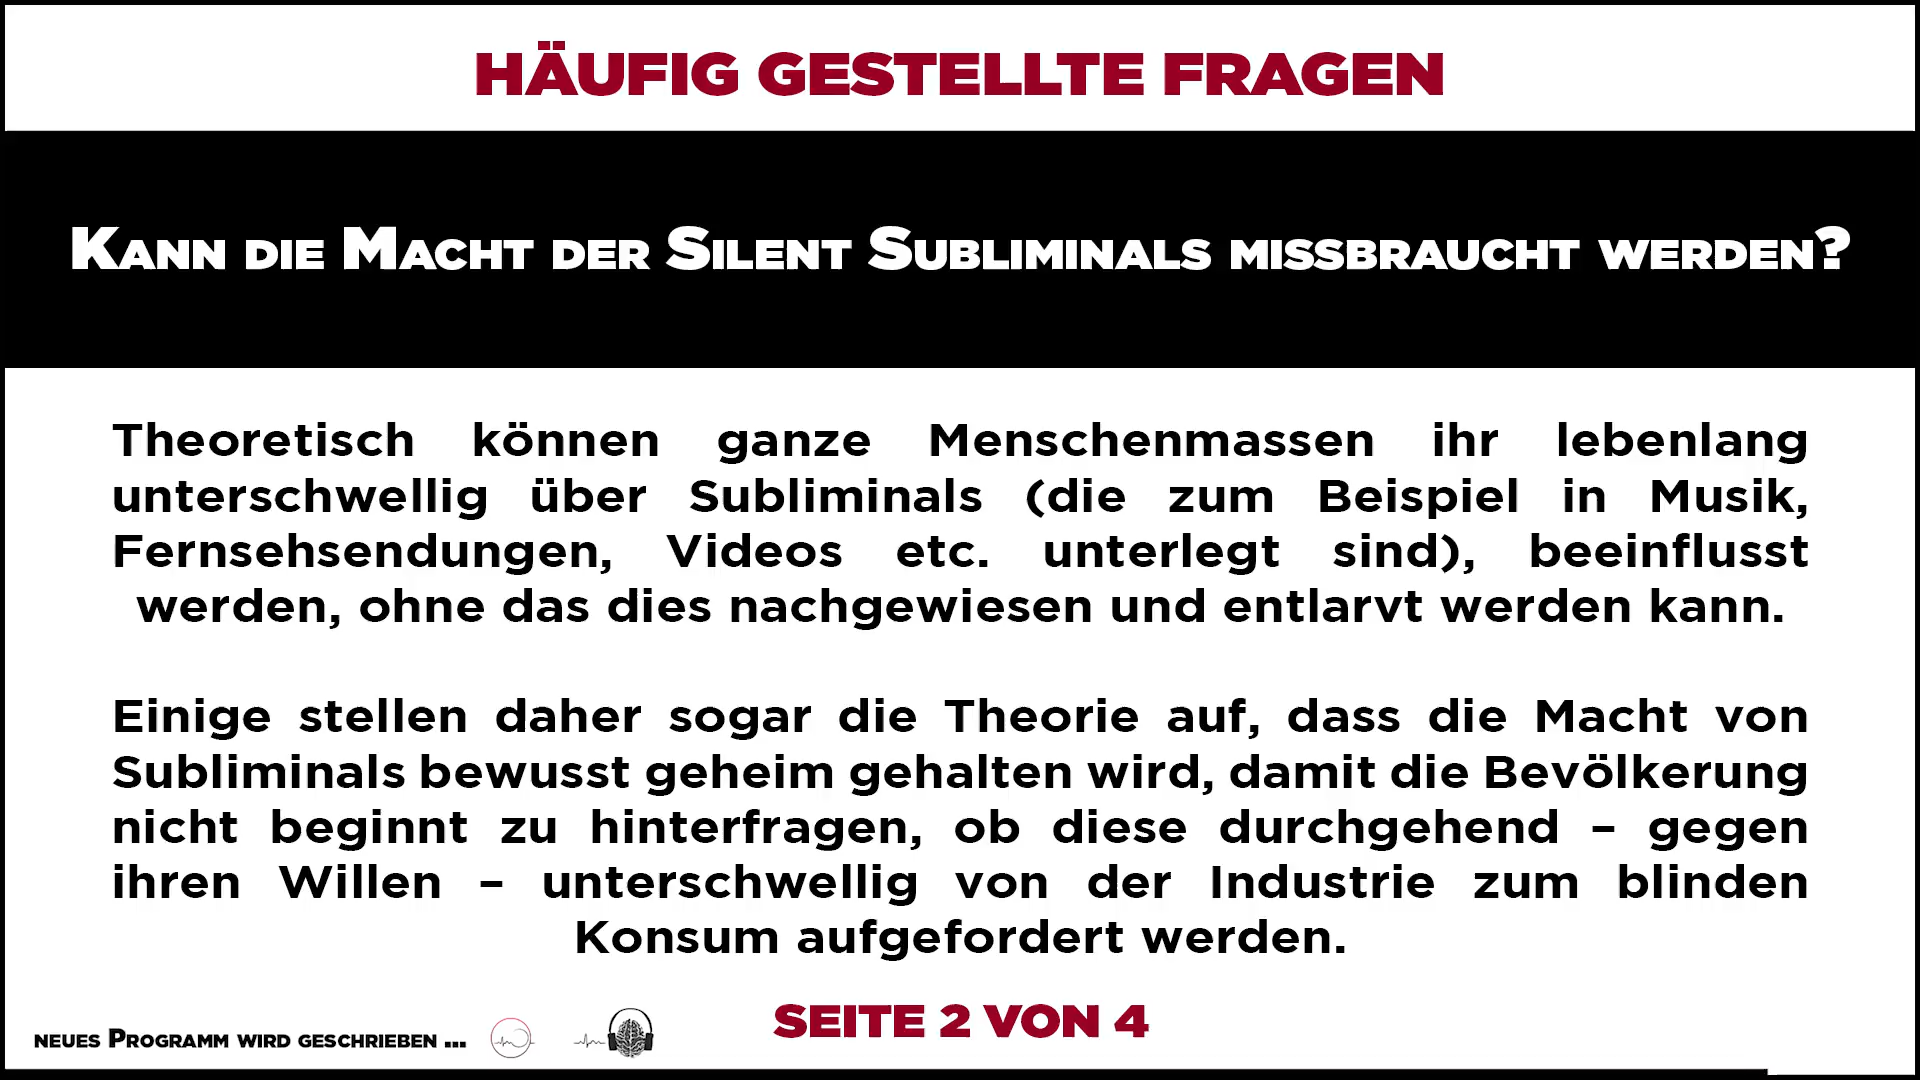 HÄUFIG GESTELLTE FRAGEN
Kann die Macht der Silent Subliminals missbraucht werden?
Theoretisch können ganze Menschenmassen ihr lebenlang
unterschwellig über Subliminals (die zum Beispiel in Musik,
Fernsehsendungen, Videos etc. unterlegt sind), beeinflusst
werden, ohne das dies nachgewiesen und entlarvt werden kann.
Einige stellen daher sogar die Theorie auf, dass die Macht von
Subliminals bewusst geheim gehalten wird, damit die Bevölkerung
nicht beginnt zu hinterfragen, ob diese durchgehend – gegen
ihren Willen – unterschwellig von der Industrie zum blinden
Konsum aufgefordert werden.
SEITE 2 VON 4
neues Programm wird geschrieben ...